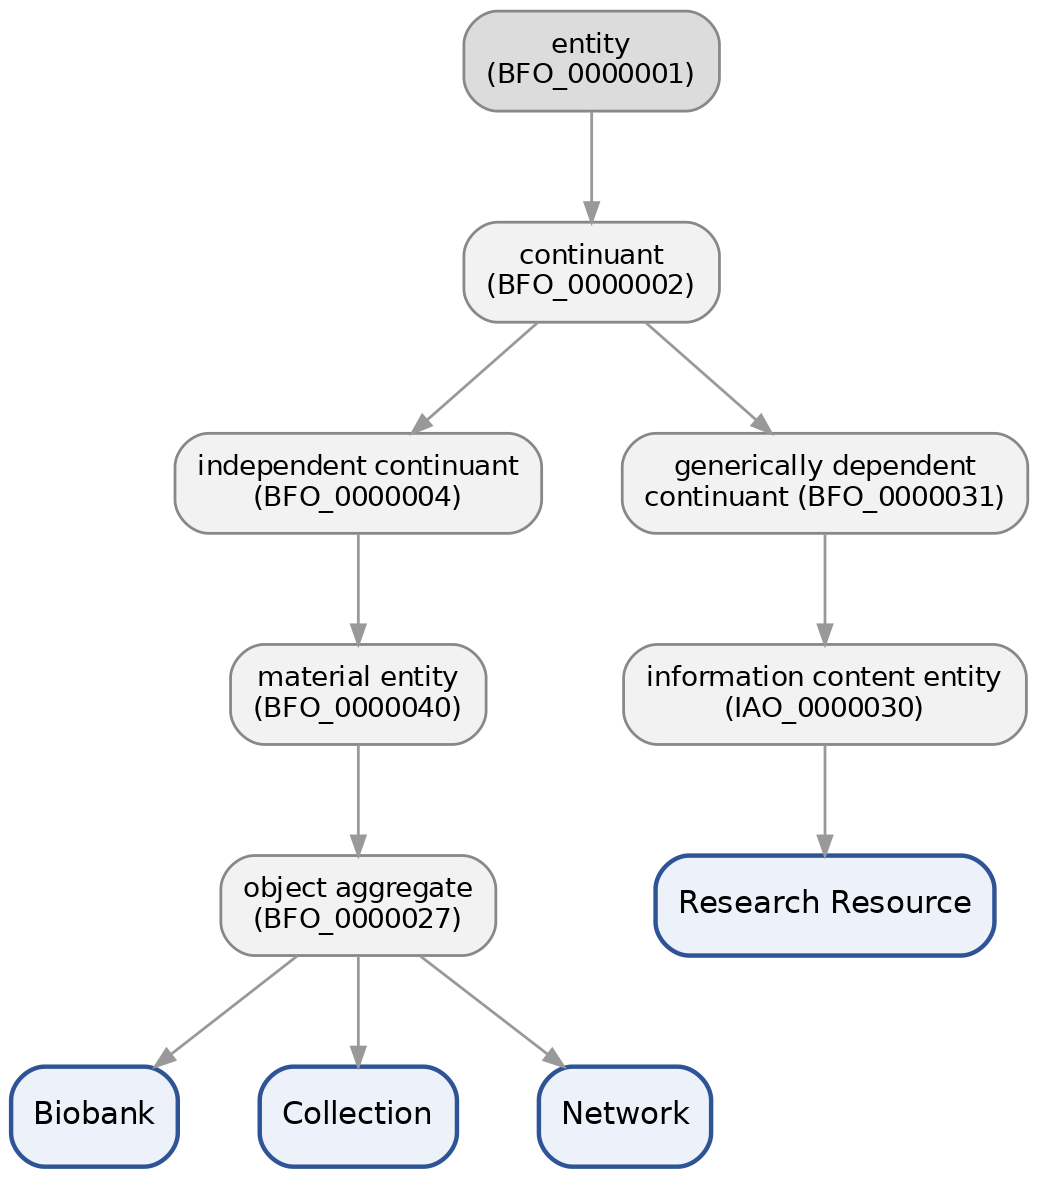 entity
(BFO_0000001)
continuant
(BFO_0000002)
independent continuant
(BFO_0000004)
generically dependent
continuant (BFO_0000031)
material entity
(BFO_0000040)
information content entity
(IAO_0000030)
object aggregate
(BFO_0000027)
Research Resource
Biobank
Collection
Network